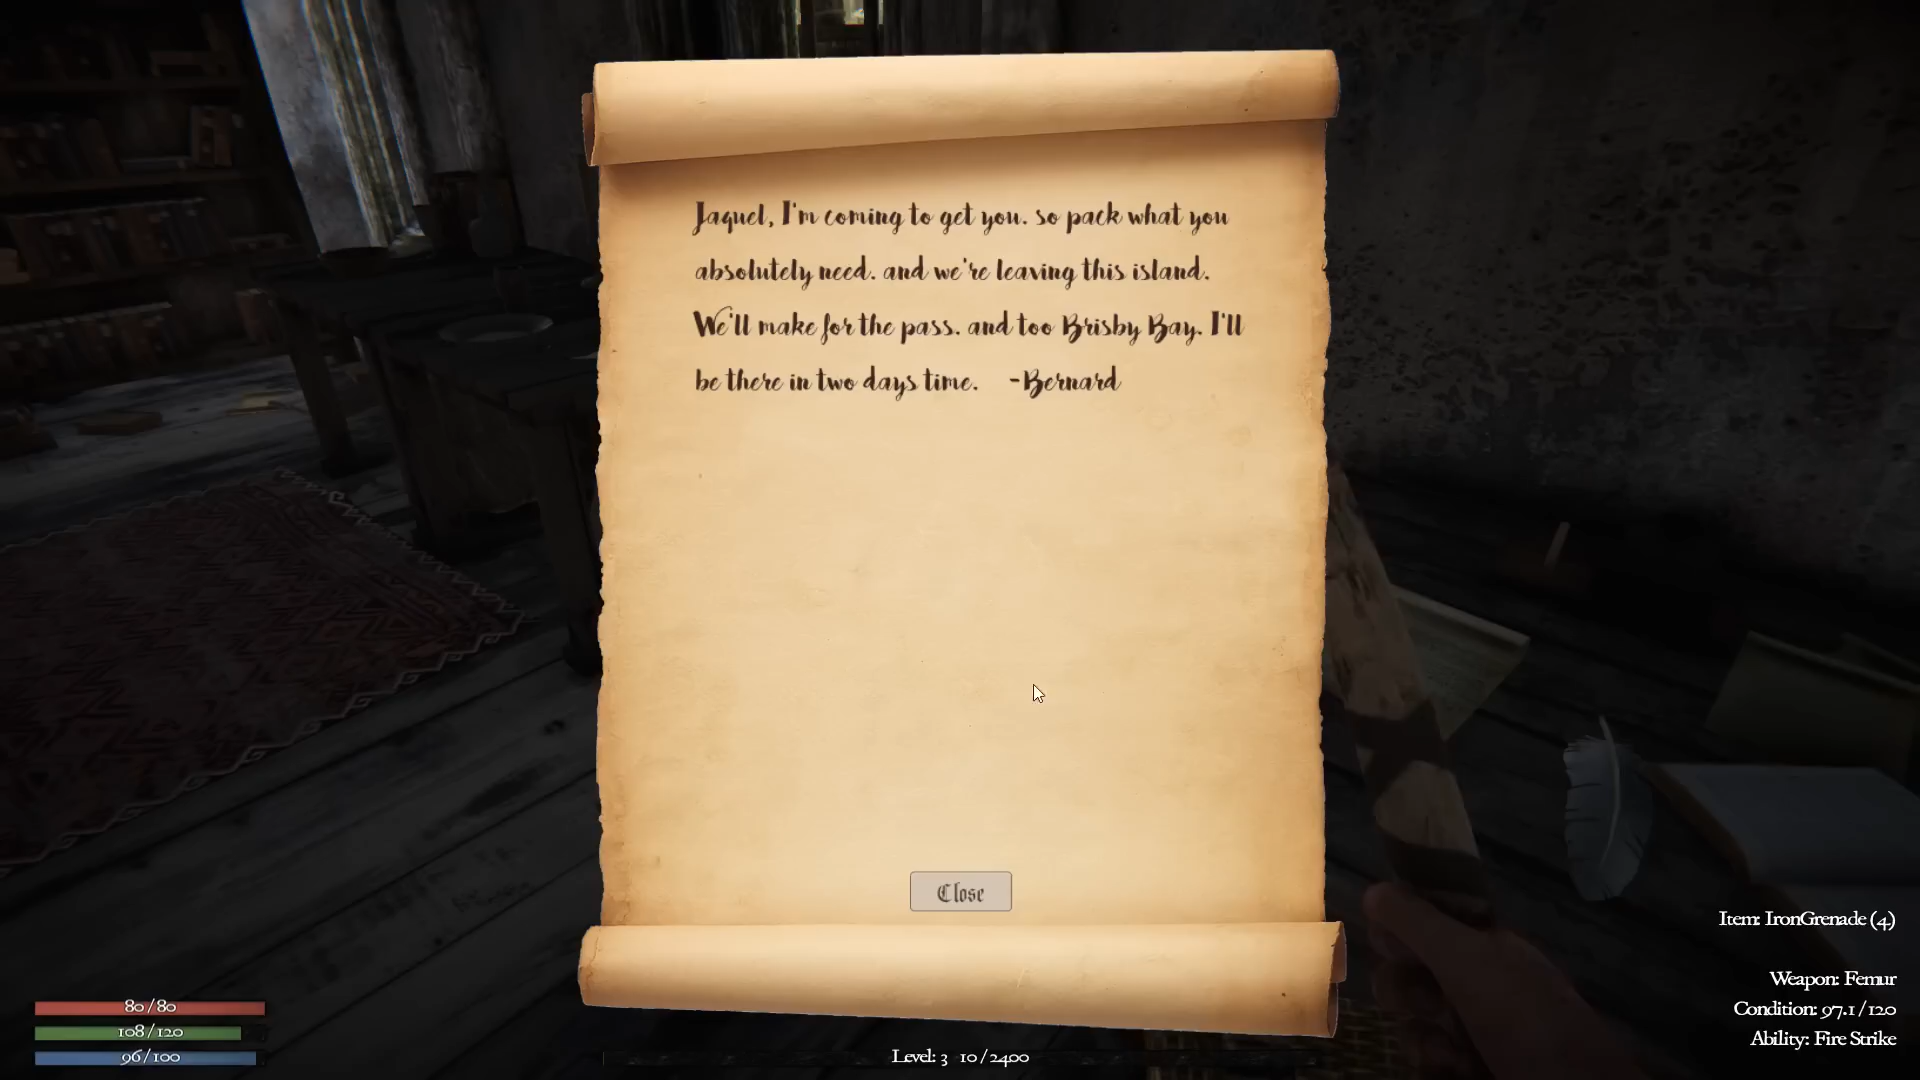 Jaquel, I'm coming to get you. so pack what you
absolutely need. and we're leaving this island.
We'll make for the pass. and too Brisby Bay. I'll
be there in two days time. -Bernard
Close
Item: IronGrenade (4)
Weapon: Femur
Condition: 97.1/120
Ability: Fire Strike
80/80
108/120
96/100
Level: 3 10/2400